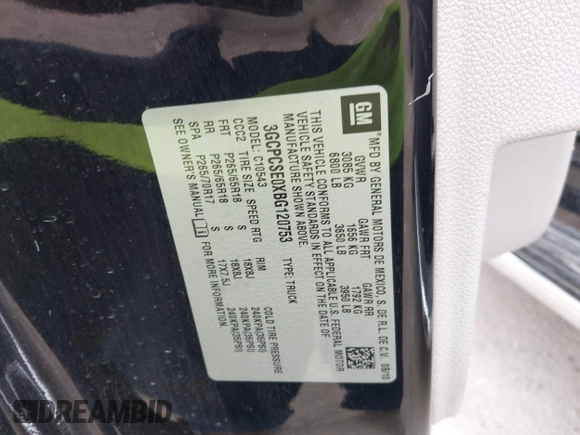 GM
MFD BY GENERAL MOTORS DE MEXICO, S. DE R.L. DE C.V. 08/10
GVWR GAWR FRT GAWR RR
3085 KG 1656 KG 1792 KG
6800 LB 3650 LB 3950 LB
THIS VEHICLE CONFORMS TO ALL APPLICABLE U.S. FEDERAL MOTOR
VEHICLE SAFETY STANDARDS IN EFFECT ON THE DATE OF
MANUFACTURE SHOWN ABOVE.
3GCPCSE0XBG120753 TYPE: TRUCK
MODEL: C10543
CCC2 TIRE SIZE SPEED RTG RIM COLD TIRE PRESSURE
FRT P265/65R18 S 18X8J 240KPA(35PSI)
RR P265/65R18 S 18X8J 240KPA(35PSI)
SPA P265/70R17 S 17X7.5J 240KPA(35PSI)
SEE OWNER'S MANUAL FOR MORE INFORMATION.
DREAMBID